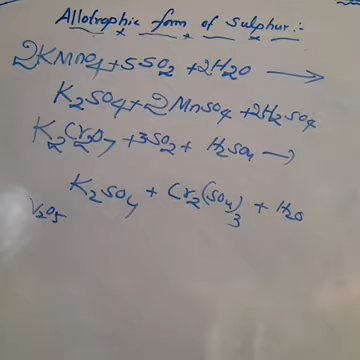 Allotrophic form of Sulphur:-
2KMnO4+5SO2+2H2O →
K2SO4+2MnSO4+2H2SO4
K2Cr2O7+3SO2+ H2SO4 →
K2SO4 + Cr2(SO4)3 + H2O
V2O5